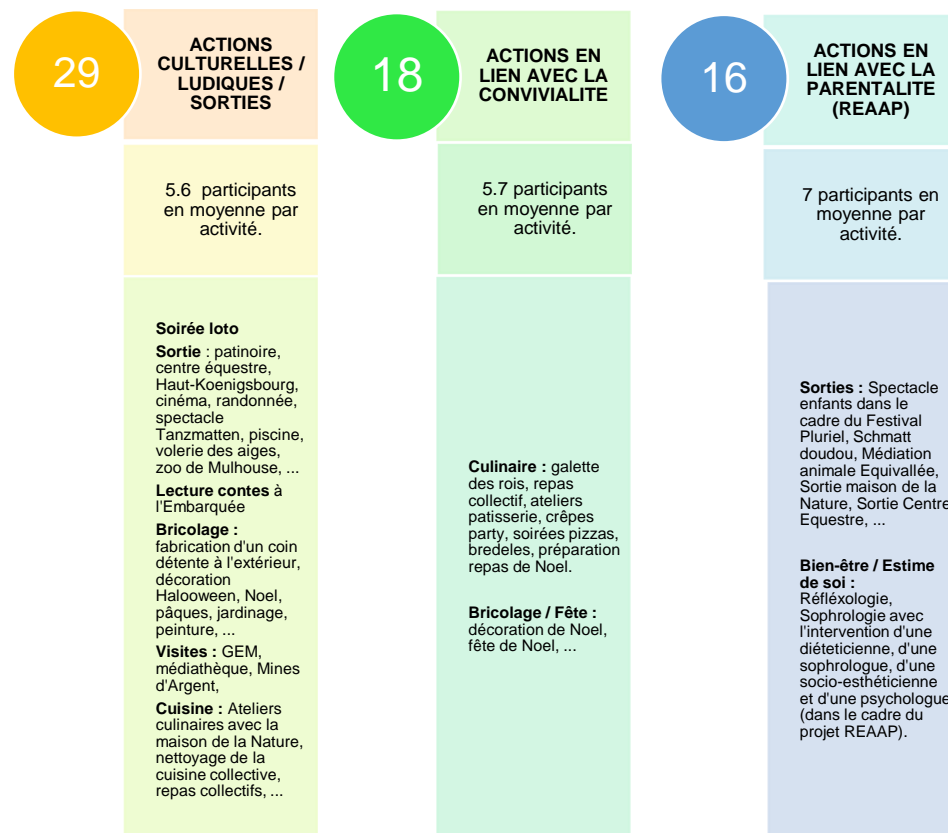 29
ACTIONS
CULTURELLES /
LUDIQUES /
SORTIES
5.6 participants
en moyenne par
activité.
Soirée loto
Sortie : patinoire,
centre équestre,
Haut-Koenigsbourg,
cinéma, randonnée,
spectacle
Tanzmatten, piscine,
volerie des aiges,
zoo de Mulhouse, ...
Lecture contes à
l'Embarquée
Bricolage :
fabrication d'un coin
détente à l'extérieur,
décoration
Halooween, Noel,
pâques, jardinage,
peinture, ...
Visites : GEM,
médiathèque, Mines
d'Argent,
Cuisine : Ateliers
culinaires avec la
maison de la Nature,
nettoyage de la
cuisine collective,
repas collectifs, ...
18
ACTIONS EN
LIEN AVEC LA
CONVIVIALITE
5.7 participants
en moyenne par
activité.
Culinaire : galette
des rois, repas
collectif, ateliers
patisserie, crêpes
party, soirées pizzas,
bredeles, préparation
repas de Noel.
Bricolage / Fête :
décoration de Noel,
fête de Noel, ...
16
ACTIONS EN
LIEN AVEC LA
PARENTALITE
(REAAP)
7 participants en
moyenne par
activité.
Sorties : Spectacle
enfants dans le
cadre du Festival
Pluriel, Schmatt
doudou, Médiation
animale Equivallée,
Sortie maison de la
Nature, Sortie Centre
Equestre, ...
Bien-être / Estime
de soi :
Réfléxologie,
Sophrologie avec
l'intervention d'une
diéteticienne, d'une
sophrologue, d'une
socio-esthéticienne
et d'une psychologue
(dans le cadre du
projet REAAP).